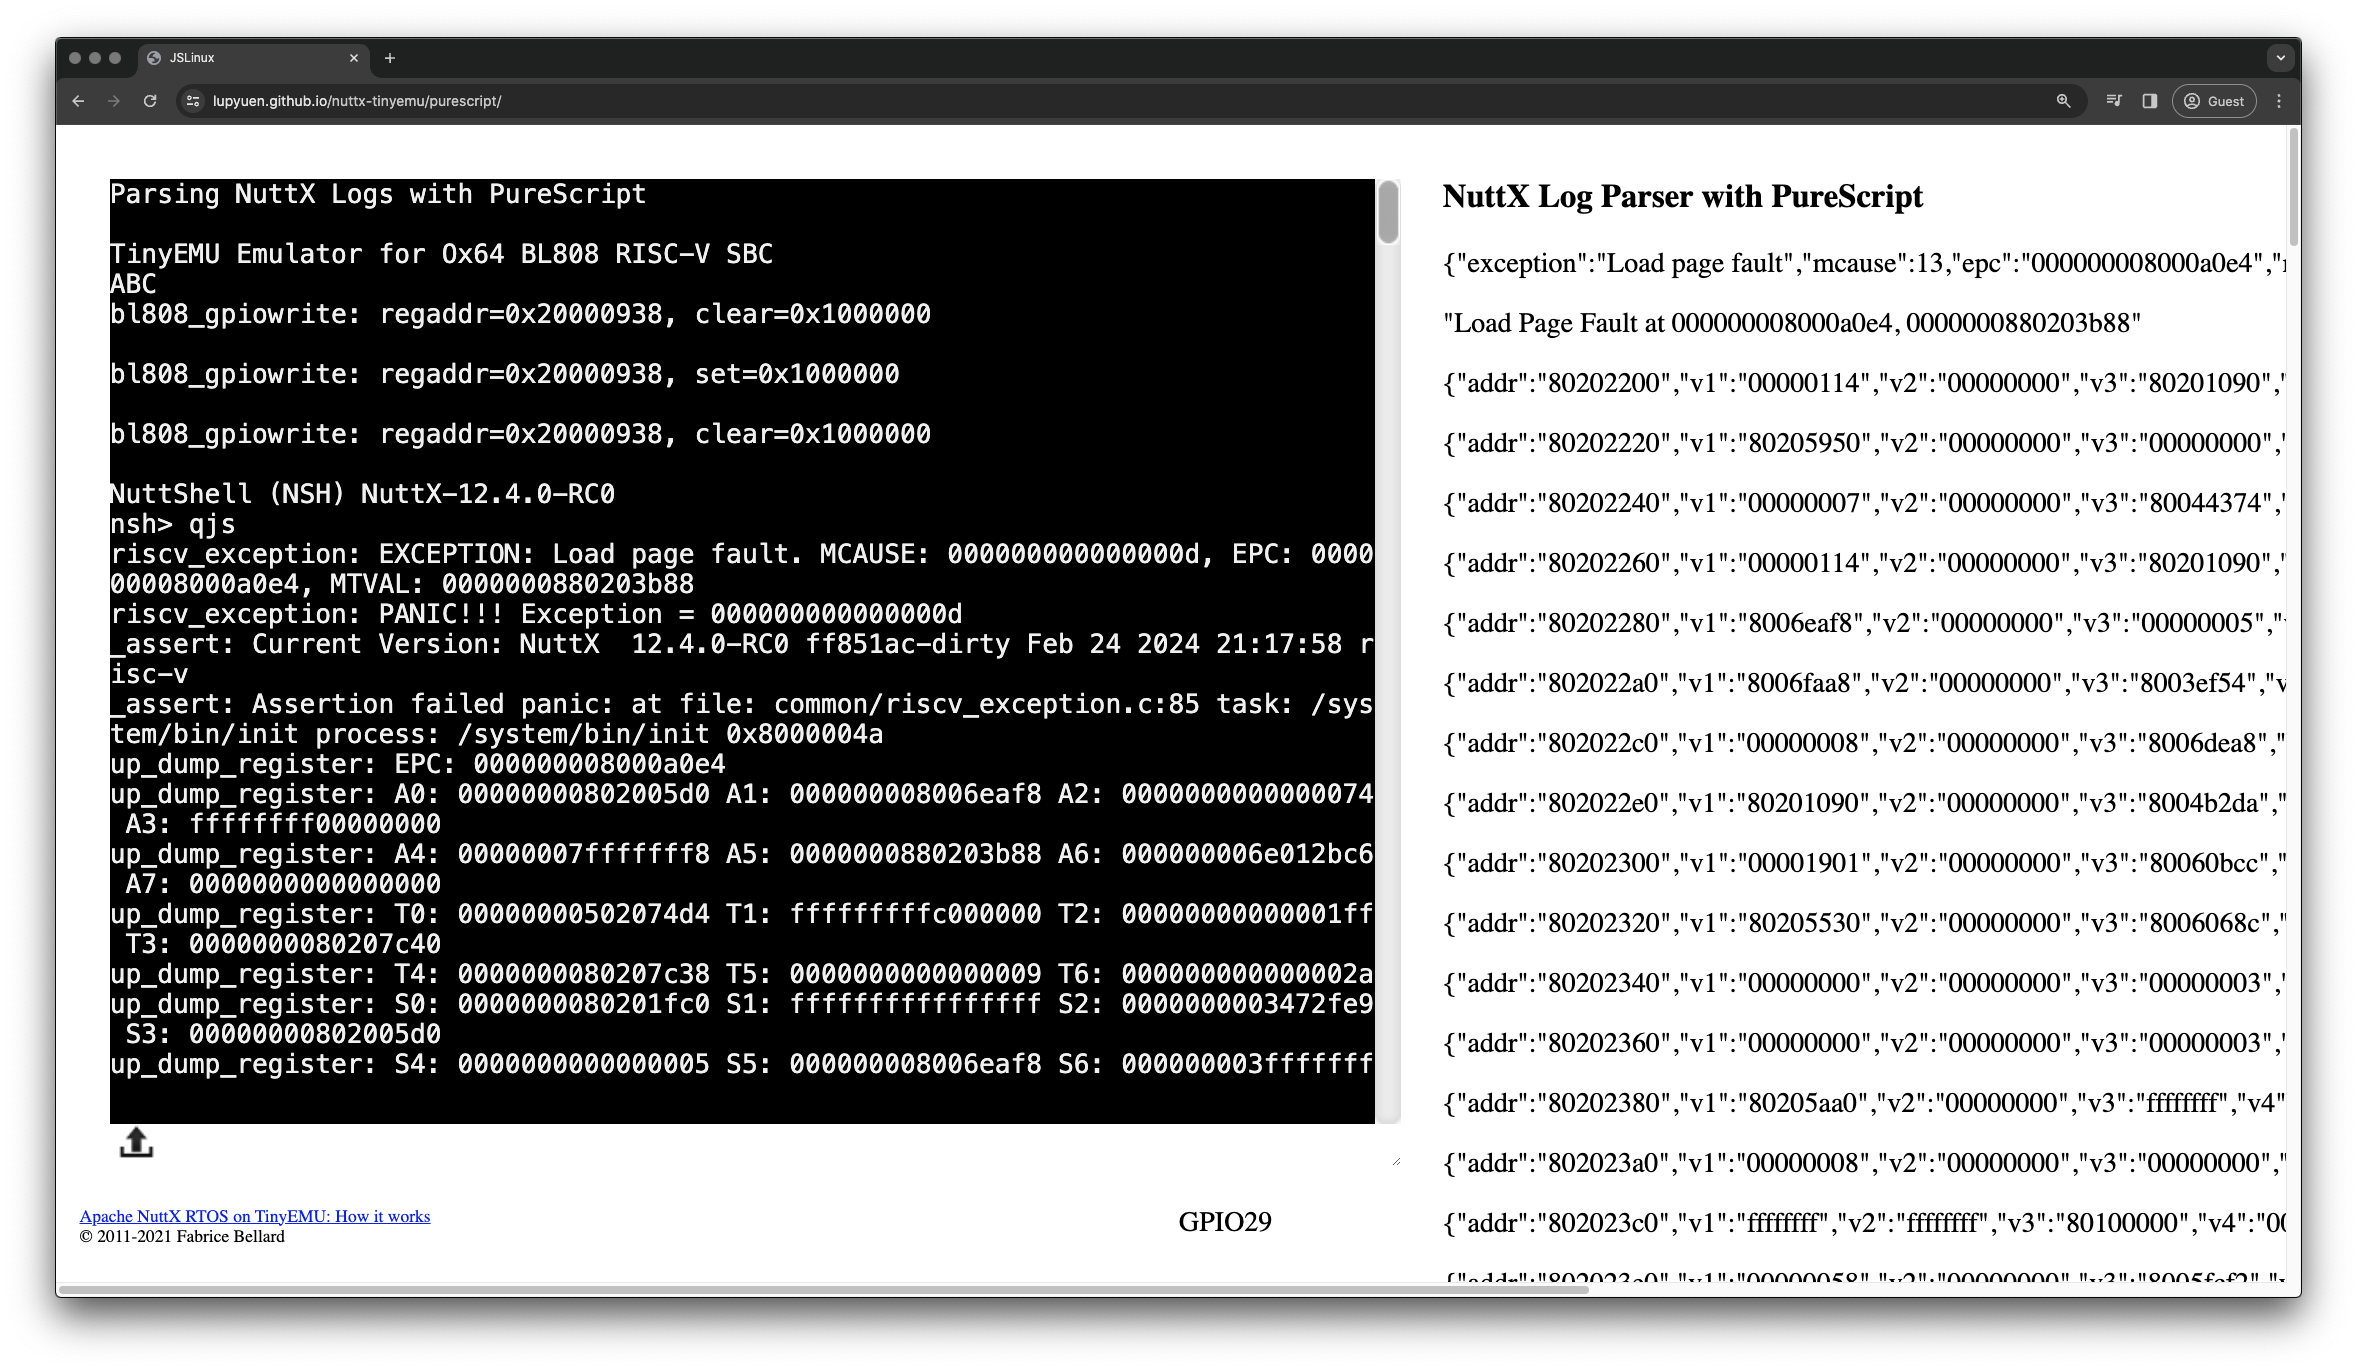 JSLinux
lupyuen.github.io/nuttx-tinyemu/purescript/
Guest
Parsing NuttX Logs with PureScript
TinyEMU Emulator for Ox64 BL808 RISC-V SBC
ABC
bl808_gpiowrite: regaddr=0x20000938, clear=0x1000000
bl808_gpiowrite: regaddr=0x20000938, set=0x1000000
bl808_gpiowrite: regaddr=0x20000938, clear=0x1000000
NuttShell (NSH) NuttX-12.4.0-RC0
nsh> qjs
riscv_exception: EXCEPTION: Load page fault. MCAUSE: 000000000000000d, EPC: 0000
00008000a0e4, MTVAL: 0000000880203b88
riscv_exception: PANIC!!! Exception = 000000000000000d
_assert: Current Version: NuttX  12.4.0-RC0 ff851ac-dirty Feb 24 2024 21:17:58 r
isc-v
_assert: Assertion failed panic: at file: common/riscv_exception.c:85 task: /sys
tem/bin/init process: /system/bin/init 0x8000004a
up_dump_register: EPC: 000000008000a0e4
up_dump_register: A0: 00000000802005d0 A1: 000000008006eaf8 A2: 0000000000000074
A3: ffffffff00000000
up_dump_register: A4: 00000007fffffff8 A5: 0000000880203b88 A6: 000000006e012bc6
A7: 0000000000000000
up_dump_register: T0: 00000000502074d4 T1: fffffffffc000000 T2: 00000000000001ff
T3: 0000000080207c40
up_dump_register: T4: 0000000080207c38 T5: 0000000000000009 T6: 000000000000002a
up_dump_register: S0: 0000000080201fc0 S1: ffffffffffffffff S2: 0000000003472fe9
S3: 00000000802005d0
up_dump_register: S4: 0000000000000005 S5: 000000008006eaf8 S6: 000000003fffffff
Apache NuttX RTOS on TinyEMU: How it works
© 2011-2021 Fabrice Bellard
GPIO29
NuttX Log Parser with PureScript
{"exception":"Load page fault","mcause":13,"epc":"000000008000a0e4","
"Load Page Fault at 000000008000a0e4, 0000000880203b88"
{"addr":"80202200","v1":"00000114","v2":"00000000","v3":"80201090","
{"addr":"80202220","v1":"80205950","v2":"00000000","v3":"00000000","
{"addr":"80202240","v1":"00000007","v2":"00000000","v3":"80044374","
{"addr":"80202260","v1":"00000114","v2":"00000000","v3":"80201090","
{"addr":"80202280","v1":"8006eaf8","v2":"00000000","v3":"00000005","
{"addr":"802022a0","v1":"8006faa8","v2":"00000000","v3":"8003ef54","v
{"addr":"802022c0","v1":"00000008","v2":"00000000","v3":"8006dea8","
{"addr":"802022e0","v1":"80201090","v2":"00000000","v3":"8004b2da","
{"addr":"80202300","v1":"00001901","v2":"00000000","v3":"80060bcc","
{"addr":"80202320","v1":"80205530","v2":"00000000","v3":"8006068c","
{"addr":"80202340","v1":"00000000","v2":"00000000","v3":"00000003","
{"addr":"80202360","v1":"00000000","v2":"00000000","v3":"00000003","
{"addr":"80202380","v1":"80205aa0","v2":"00000000","v3":"ffffffff","v4"
{"addr":"802023a0","v1":"00000008","v2":"00000000","v3":"00000000","
{"addr":"802023c0","v1":"ffffffff","v2":"ffffffff","v3":"80100000","v4":"00
{"addr":"802023e0","v1":"00000058","v2":"00000000","v3":"8005fcf2","